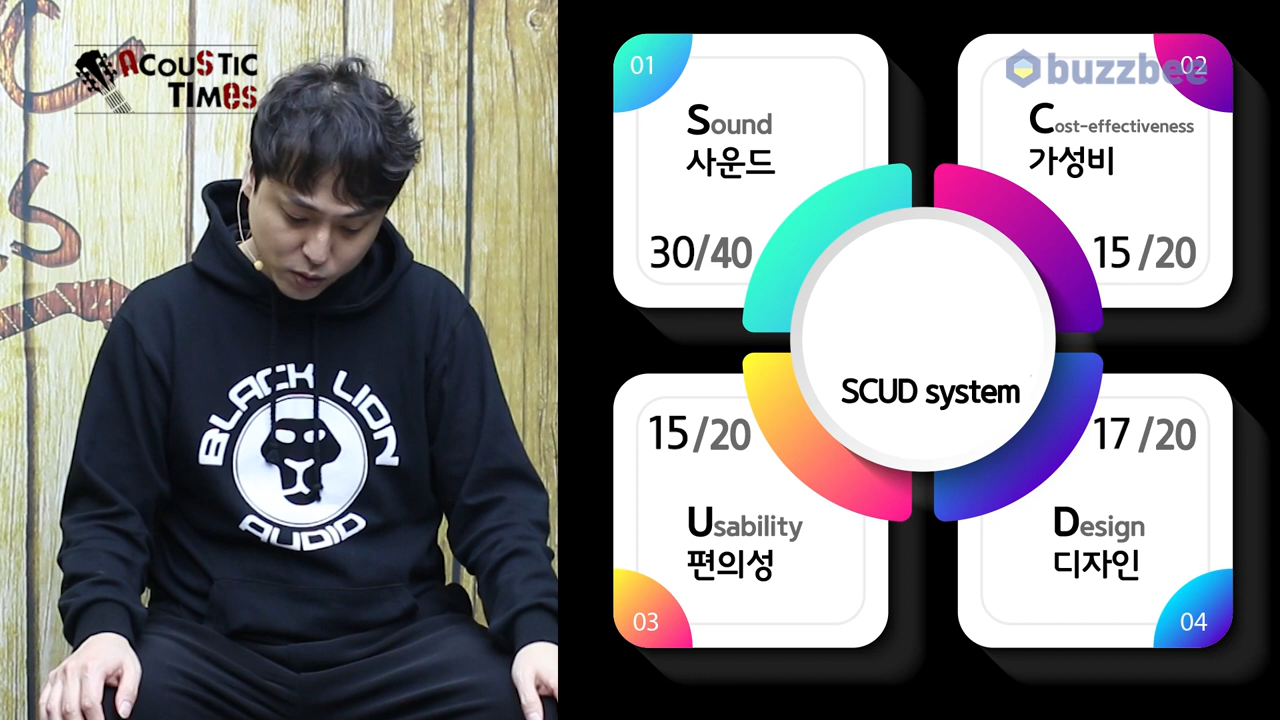 AcouSTic
TIMes
BLACK LION
AUDIO
01
Sound
사운드
30/40
buzzbee
02
Cost-effectiveness
가성비
15/20
SCUD system
15/20
Usability
편의성
03
17/20
Design
디자인
04